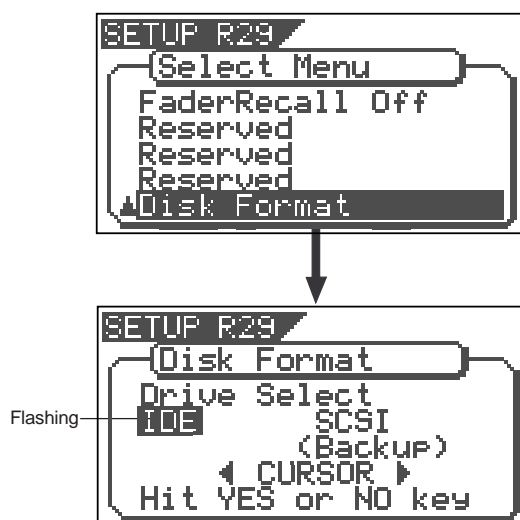 SETUP R29
Select Menu
FaderRecall Off
Reserved
Reserved
Reserved
Disk Format
SETUP R29
Disk Format
Drive Select
Flashing
IDE SCSI
(Backup)
CURSOR
Hit YES or NO key